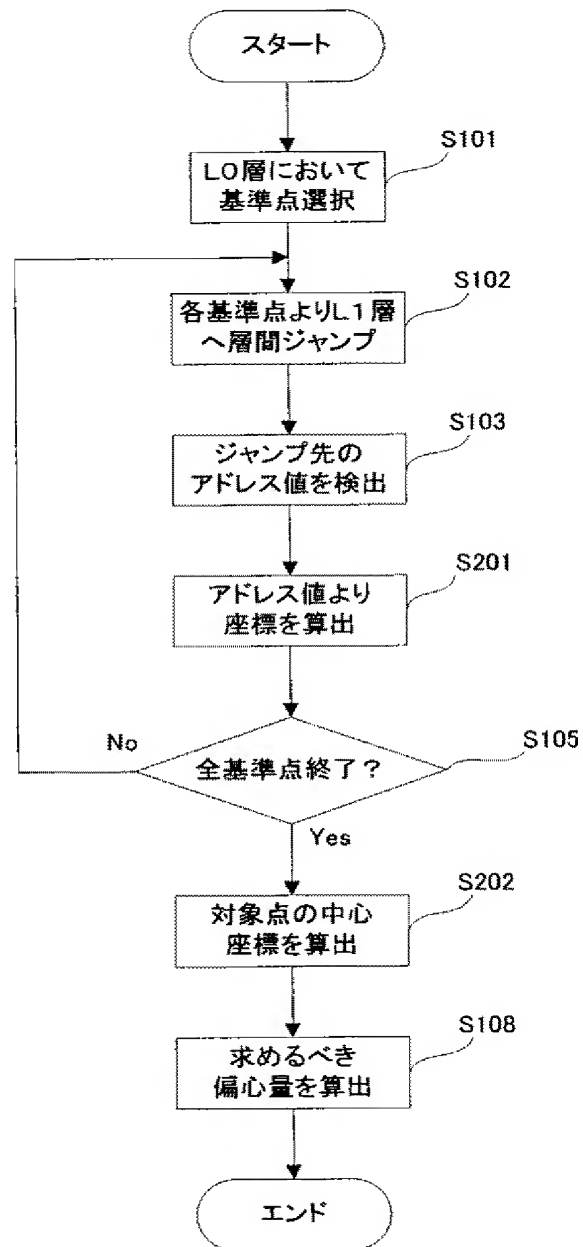 スタート
S101
L0層において
基準点選択
S102
各基準点よりL1層
へ層間ジャンプ
S103
ジャンプ先の
アドレス値を検出
S201
アドレス値より
座標を算出
No
全基準点終了?
S105
Yes
S202
対象点の中心
座標を算出
S108
求めるべき
偏心量を算出
エンド